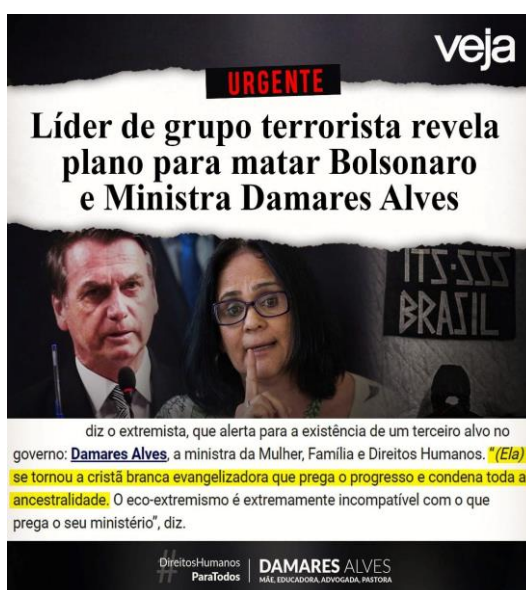 veja
URGENTE
Líder de grupo terrorista revela
plano para matar Bolsonaro
e Ministra Damares Alves
ITS-SSS
BRASIL
diz o extremista, que alerta para a existência de um terceiro alvo no
governo: Damares Alves, a ministra da Mulher, Família e Direitos Humanos. "(Ela)
se tornou a cristã branca evangelizadora que prega o progresso e condena toda a
ancestralidade. O eco-extremismo é extremamente incompatível com o que
prega o seu ministério", diz.
# DireitosHumanos
ParaTodos
DAMARES ALVES
MÃE, EDUCADORA, ADVOGADA, PASTORA